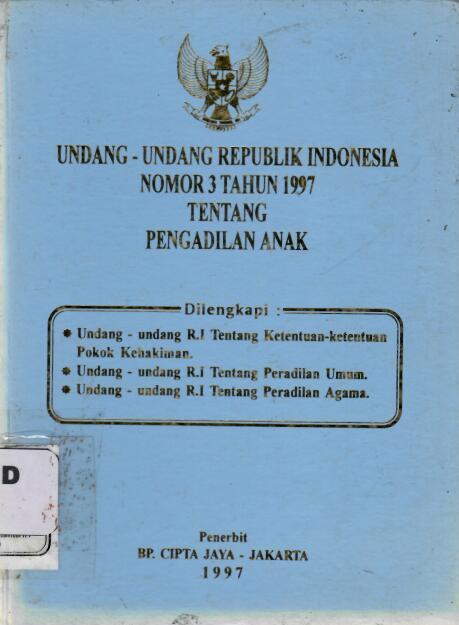 UNDANG - UNDANG REPUBLIK INDONESIA
NOMOR 3 TAHUN 1997
TENTANG
PENGADILAN ANAK
Dilengkapi :
* Undang - undang R.I Tentang Ketentuan-ketentuan
Pokok Kehakiman.
* Undang - undang R.I Tentang Peradilan Umum.
* Undang - undang R.I Tentang Peradilan Agama.
D
Penerbit
BP. CIPTA JAYA - JAKARTA
1997